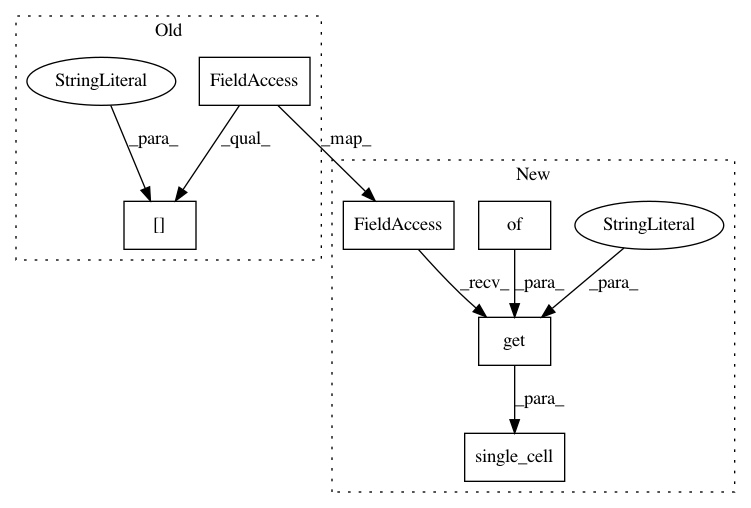 Old
StringLiteral
FieldAccess
_para_
_qual_
_map_
[]
New
FieldAccess
of
StringLiteral
_recv_
_para_
_para_
get
_para_
single_cell